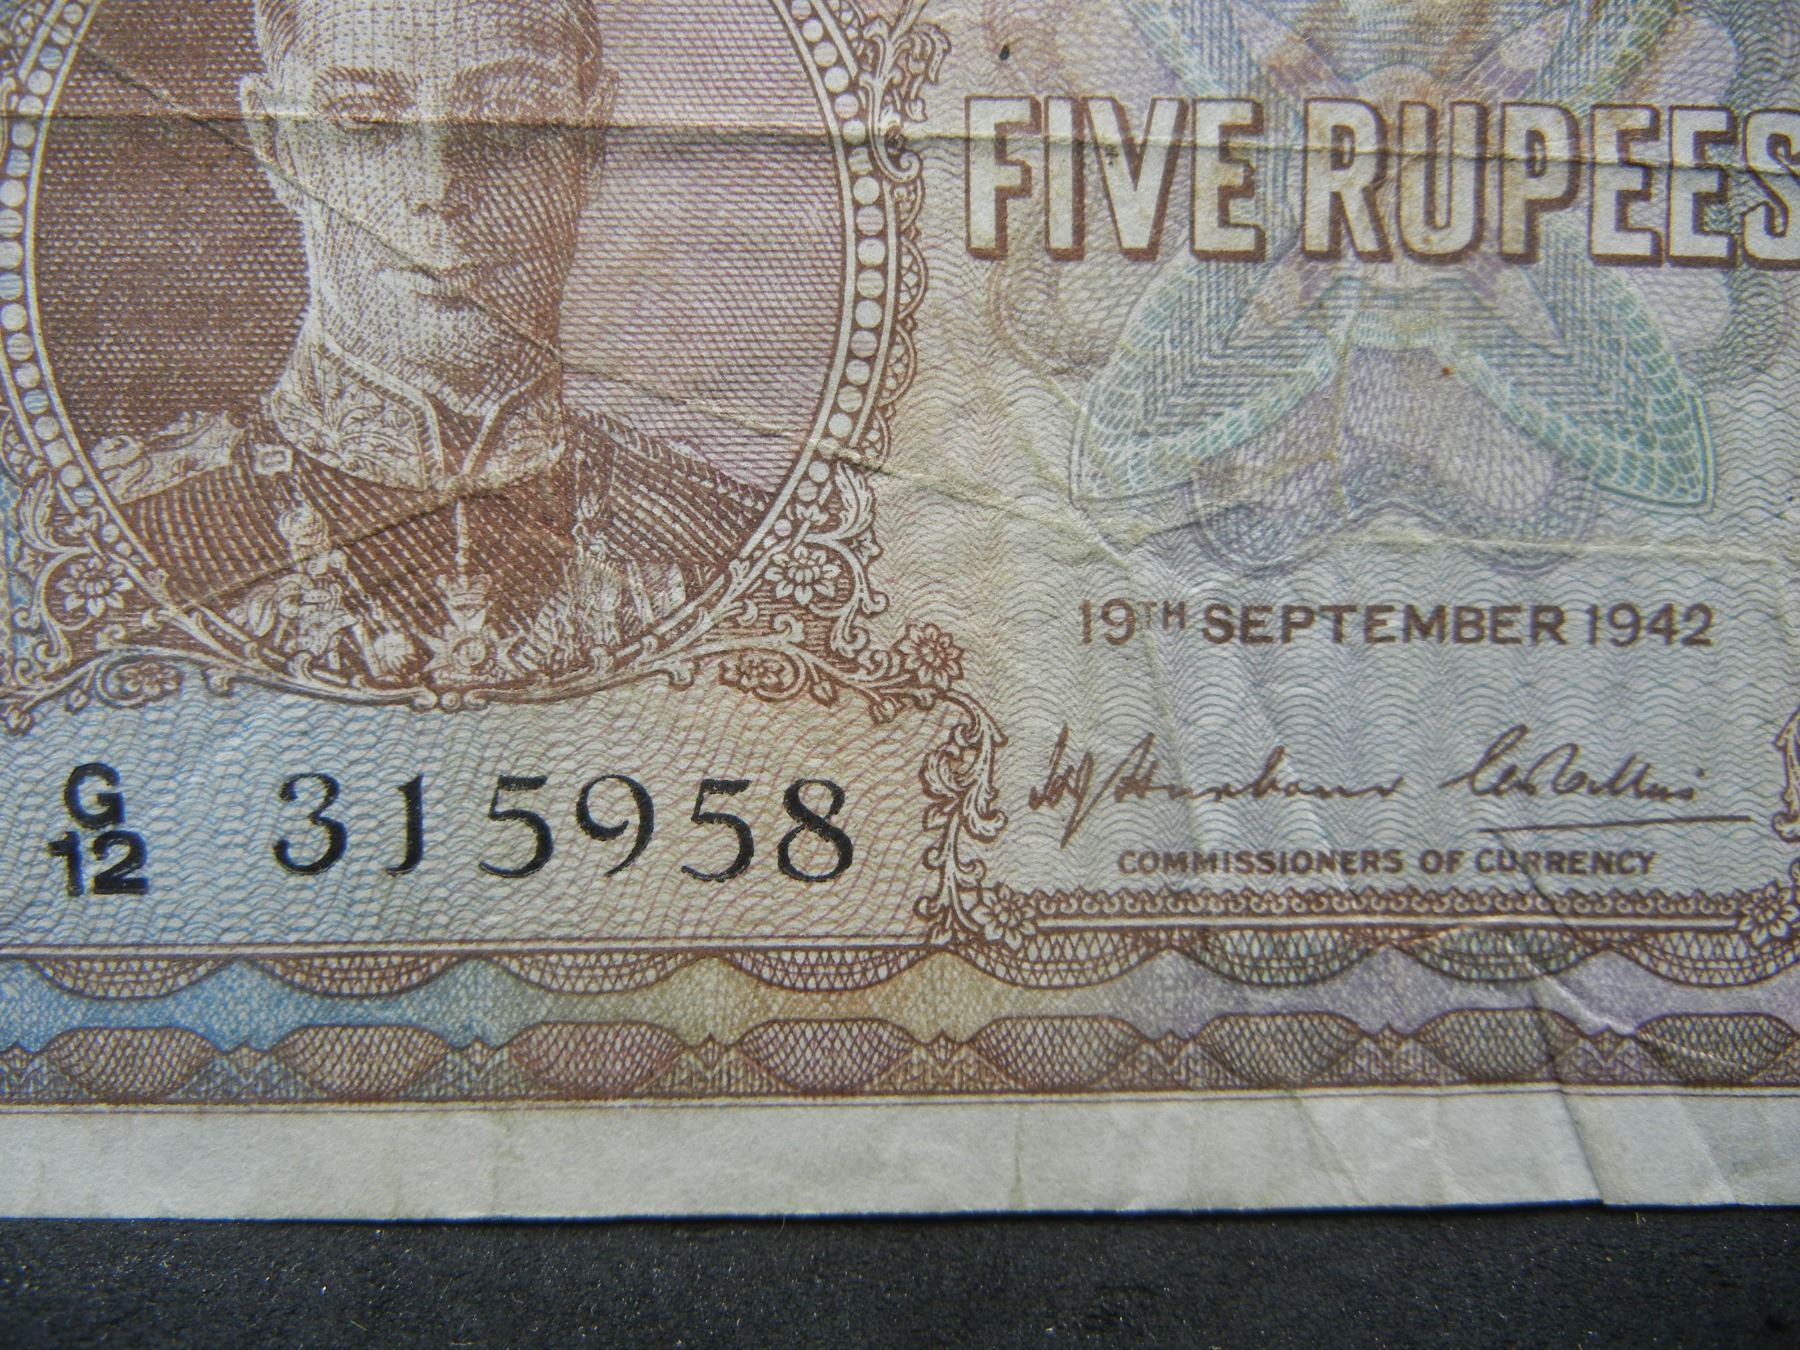 FIVE RUPEES
19TH SEPTEMBER 1942
G
12 315958
COMMISSIONERS OF CURRENCY